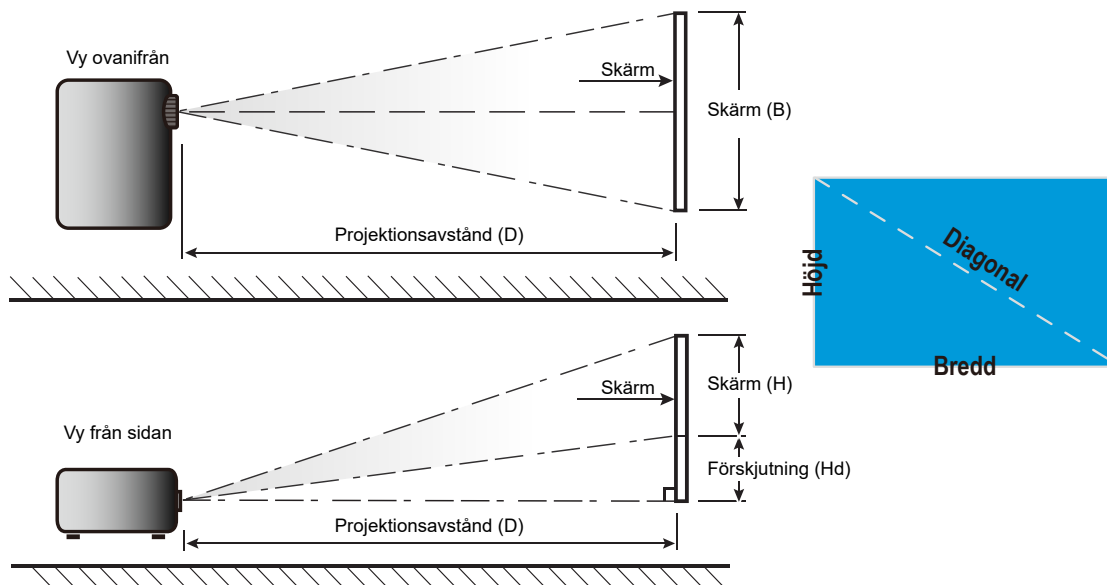 Vy ovanifrån
Skärm
Skärm (B)
Projektionsavstånd (D)
Höjd
Diagonal
Bredd
Vy från sidan
Skärm
Skärm (H)
Förskjutning (Hd)
Projektionsavstånd (D)